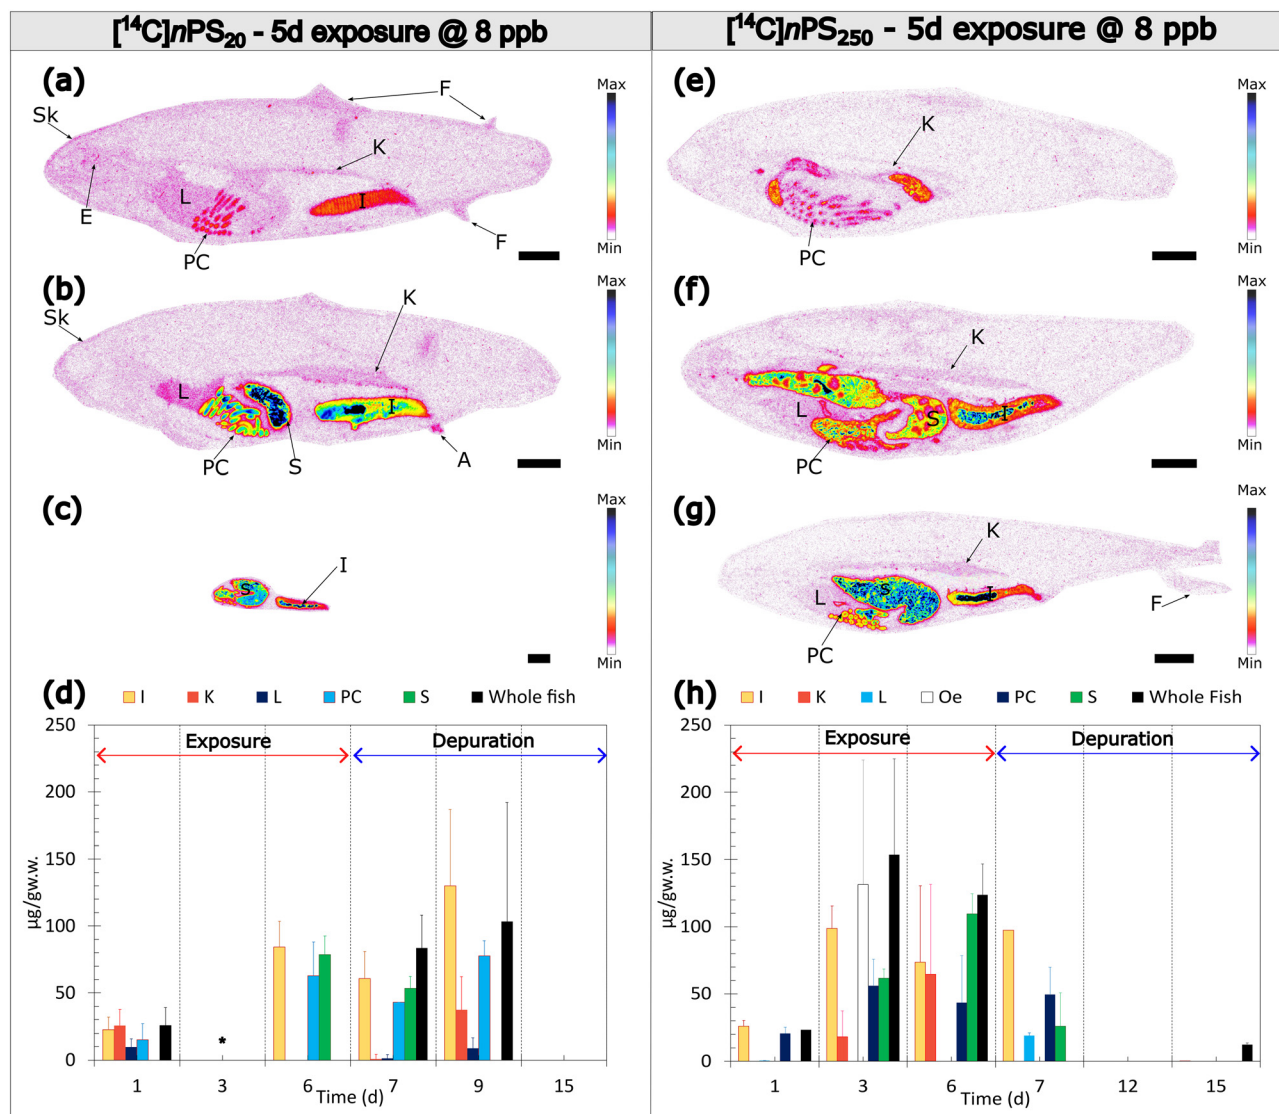 [¹⁴C]nPS₂₀ - 5d exposure @ 8 ppb
(a)
Max
Sk
F
K
L
I
E
PC
F
Min
(b)
Max
Sk
K
L
I
PC
S
A
Min
(c)
Max
I
S
Min
(d)
I K L PC S Whole fish
Exposure
Depuration
µg/gw.w.
250
200
150
100
50
0
*
1 3 6 7 9 15
Time (d)
[¹⁴C]nPS₂₅₀ - 5d exposure @ 8 ppb
(e)
Max
K
PC
Min
(f)
Max
K
L
S
I
PC
Min
(g)
Max
K
S
I
L
F
PC
Min
(h)
I K L Oe PC S Whole Fish
Exposure
Depuration
µg/gw.w.
250
200
150
100
50
0
1 3 6 7 12 15
Time (d)